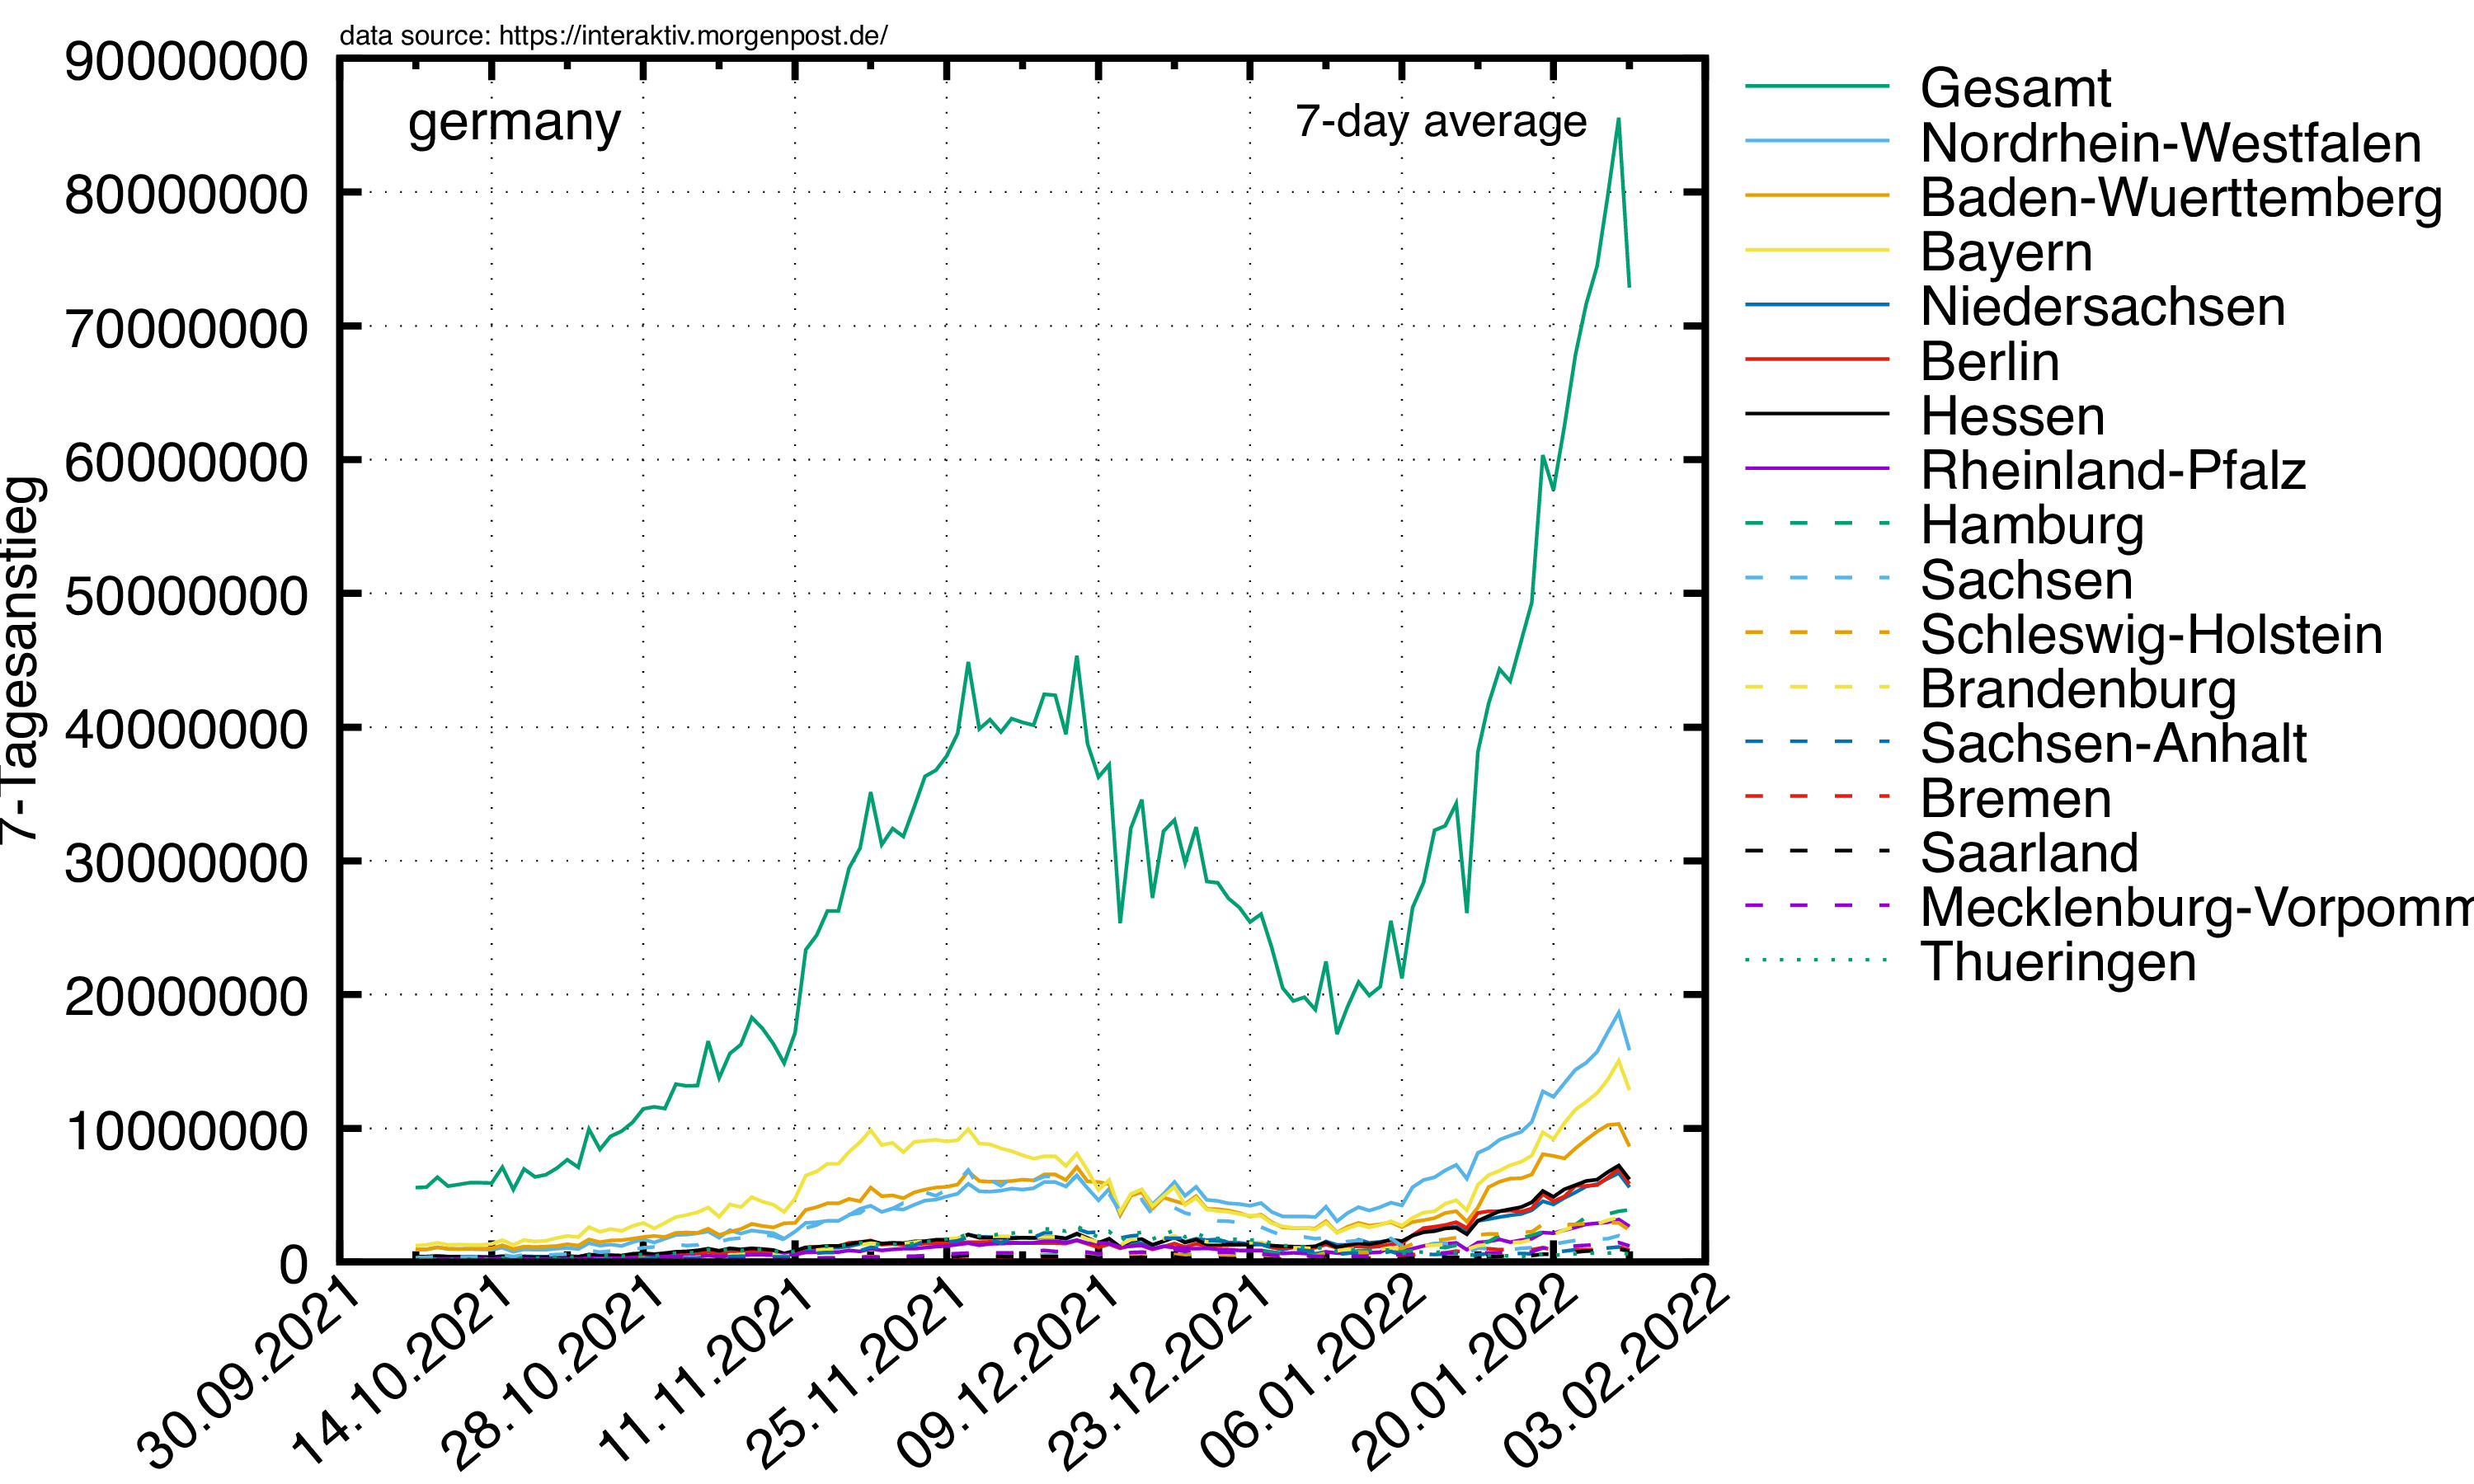 data source: https://interaktiv.morgenpost.de/
germany
7-day average
7-Tagesanstieg
90000000
80000000
70000000
60000000
50000000
40000000
30000000
20000000
10000000
0
30.09.2021
14.10.2021
28.10.2021
11.11.2021
25.11.2021
09.12.2021
23.12.2021
06.01.2022
20.01.2022
03.02.2022
Gesamt
Nordrhein-Westfalen
Baden-Wuerttemberg
Bayern
Niedersachsen
Berlin
Hessen
Rheinland-Pfalz
Hamburg
Sachsen
Schleswig-Holstein
Brandenburg
Sachsen-Anhalt
Bremen
Saarland
Mecklenburg-Vorpomm
Thueringen